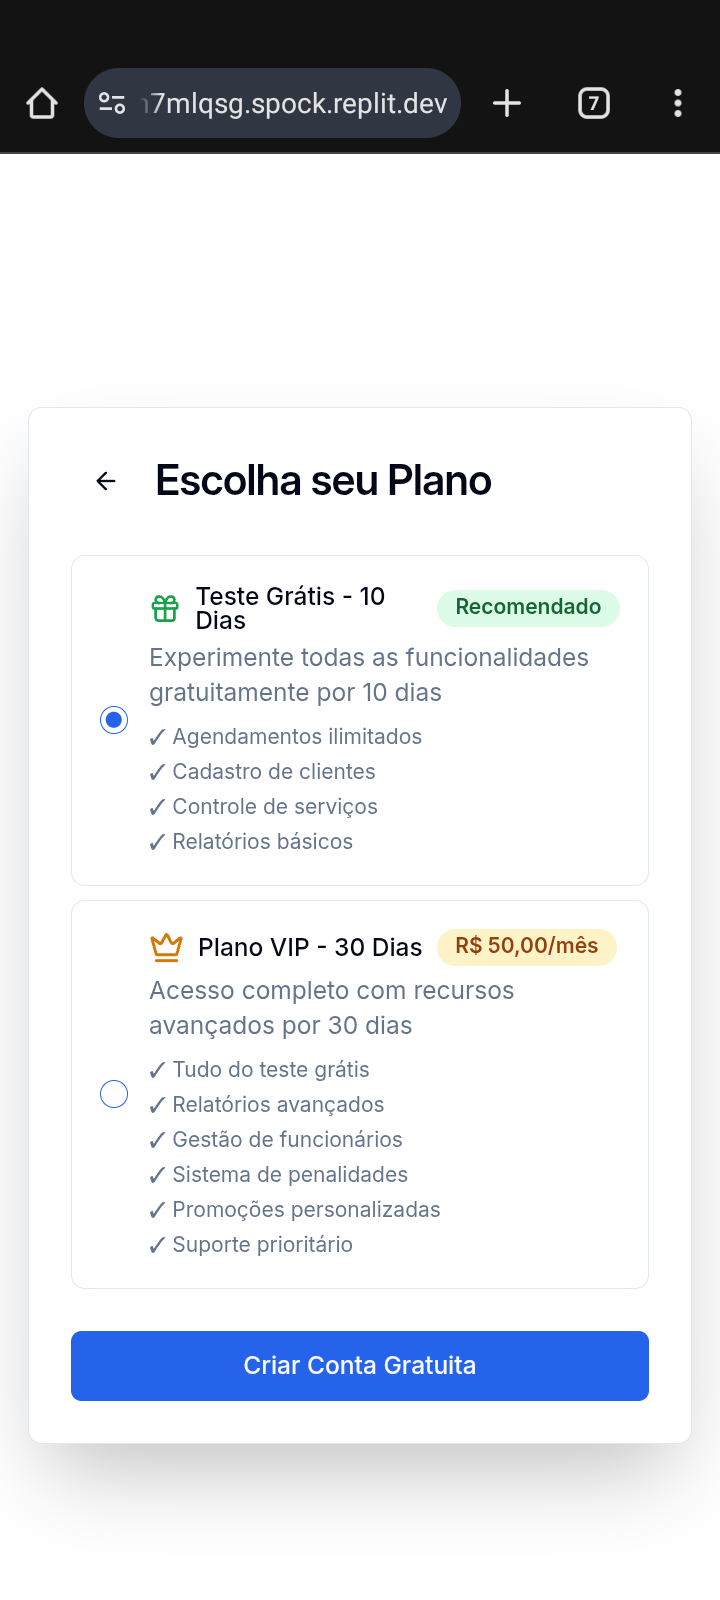 7mlqsg.spock.replit.dev
7
Escolha seu Plano
Teste Grátis - 10
Dias
Recomendado
Experimente todas as funcionalidades
gratuitamente por 10 dias
✓ Agendamentos ilimitados
✓ Cadastro de clientes
✓ Controle de serviços
✓ Relatórios básicos
Plano VIP - 30 Dias
R$ 50,00/mês
Acesso completo com recursos
avançados por 30 dias
✓ Tudo do teste grátis
✓ Relatórios avançados
✓ Gestão de funcionários
✓ Sistema de penalidades
✓ Promoções personalizadas
✓ Suporte prioritário
Criar Conta Gratuita